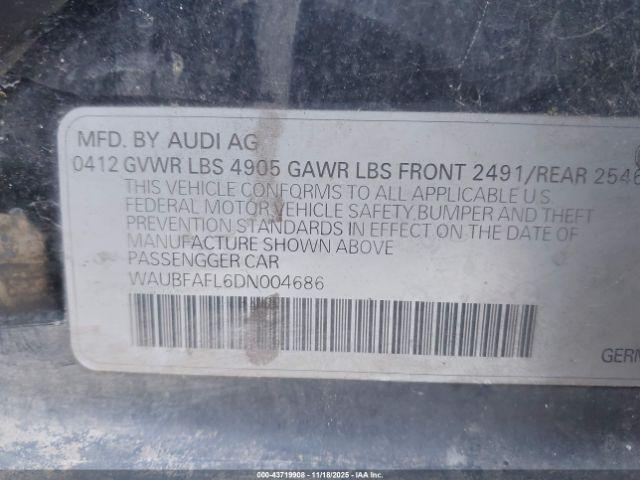 MFD. BY AUDI AG
0412 GVWR LBS 4905 GAWR LBS FRONT 2491/REAR 2546
THIS VEHICLE CONFORMS TO ALL APPLICABLE U.S.
FEDERAL MOTOR VEHICLE SAFETY,BUMPER AND THEFT
PREVENTION STANDARDS IN EFFECT ON THE DATE OF
MANUFACTURE SHOWN ABOVE
PASSENGGER CAR
WAUBFAFL6DN004686
GERM
000-43719908 - 11/18/2025 - IAA Inc.